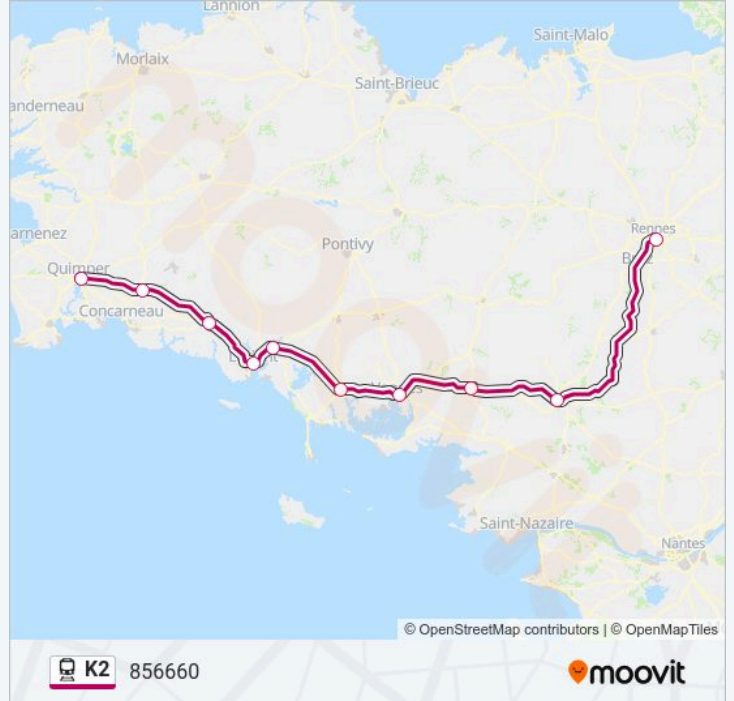 Lannion
Saint-Malo
Morlaix
Saint-Brieuc
anderneau
Rennes
arnenez
Pontivy
Quimper
Concarneau
Saint-Nazaire
Nantes
© OpenStreetMap contributors | © OpenMapTiles
K2 856660
moovit